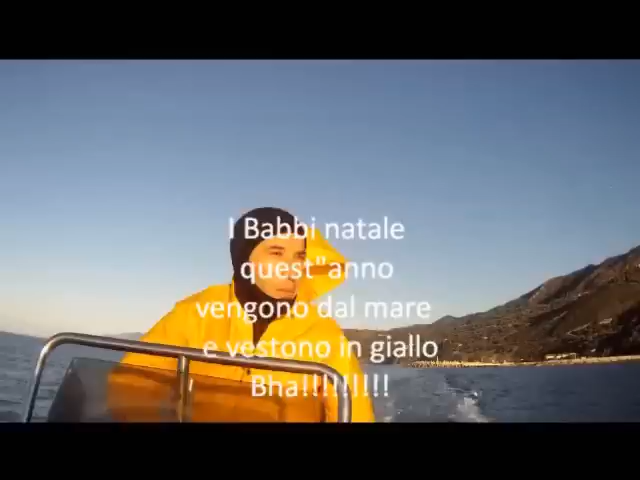 I Babbi natale
quest"anno
vengono dal mare
e vestono in giallo
Bha!!!!!!!!!